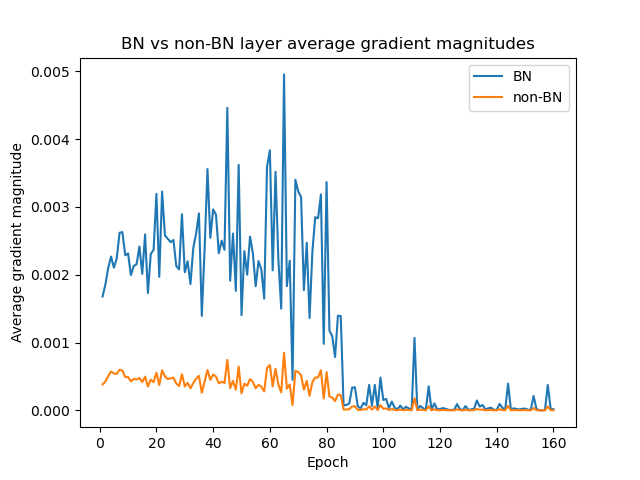 BN vs non-BN layer average gradient magnitudes
BN
non-BN
Average gradient magnitude
0.005
0.004
0.003
0.002
0.001
0.000
0 20 40 60 80 100 120 140 160
Epoch